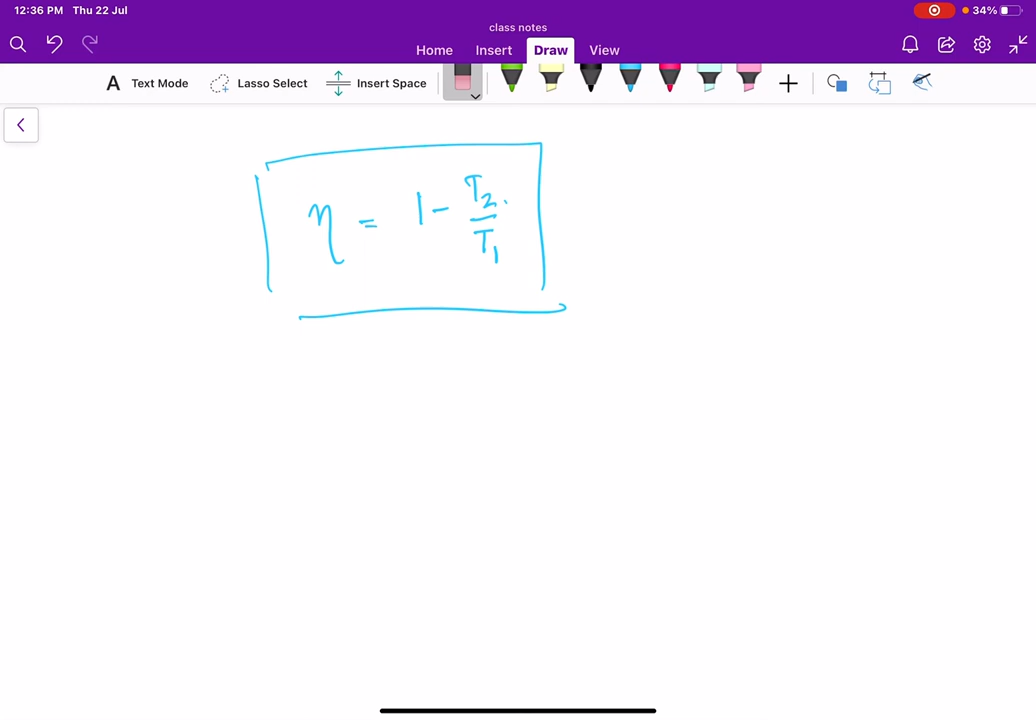 12:36 PM Thu 22 Jul 34%
class notes
Home Insert Draw View
A Text Mode Lasso Select Insert Space
η = 1 - T₂/T₁